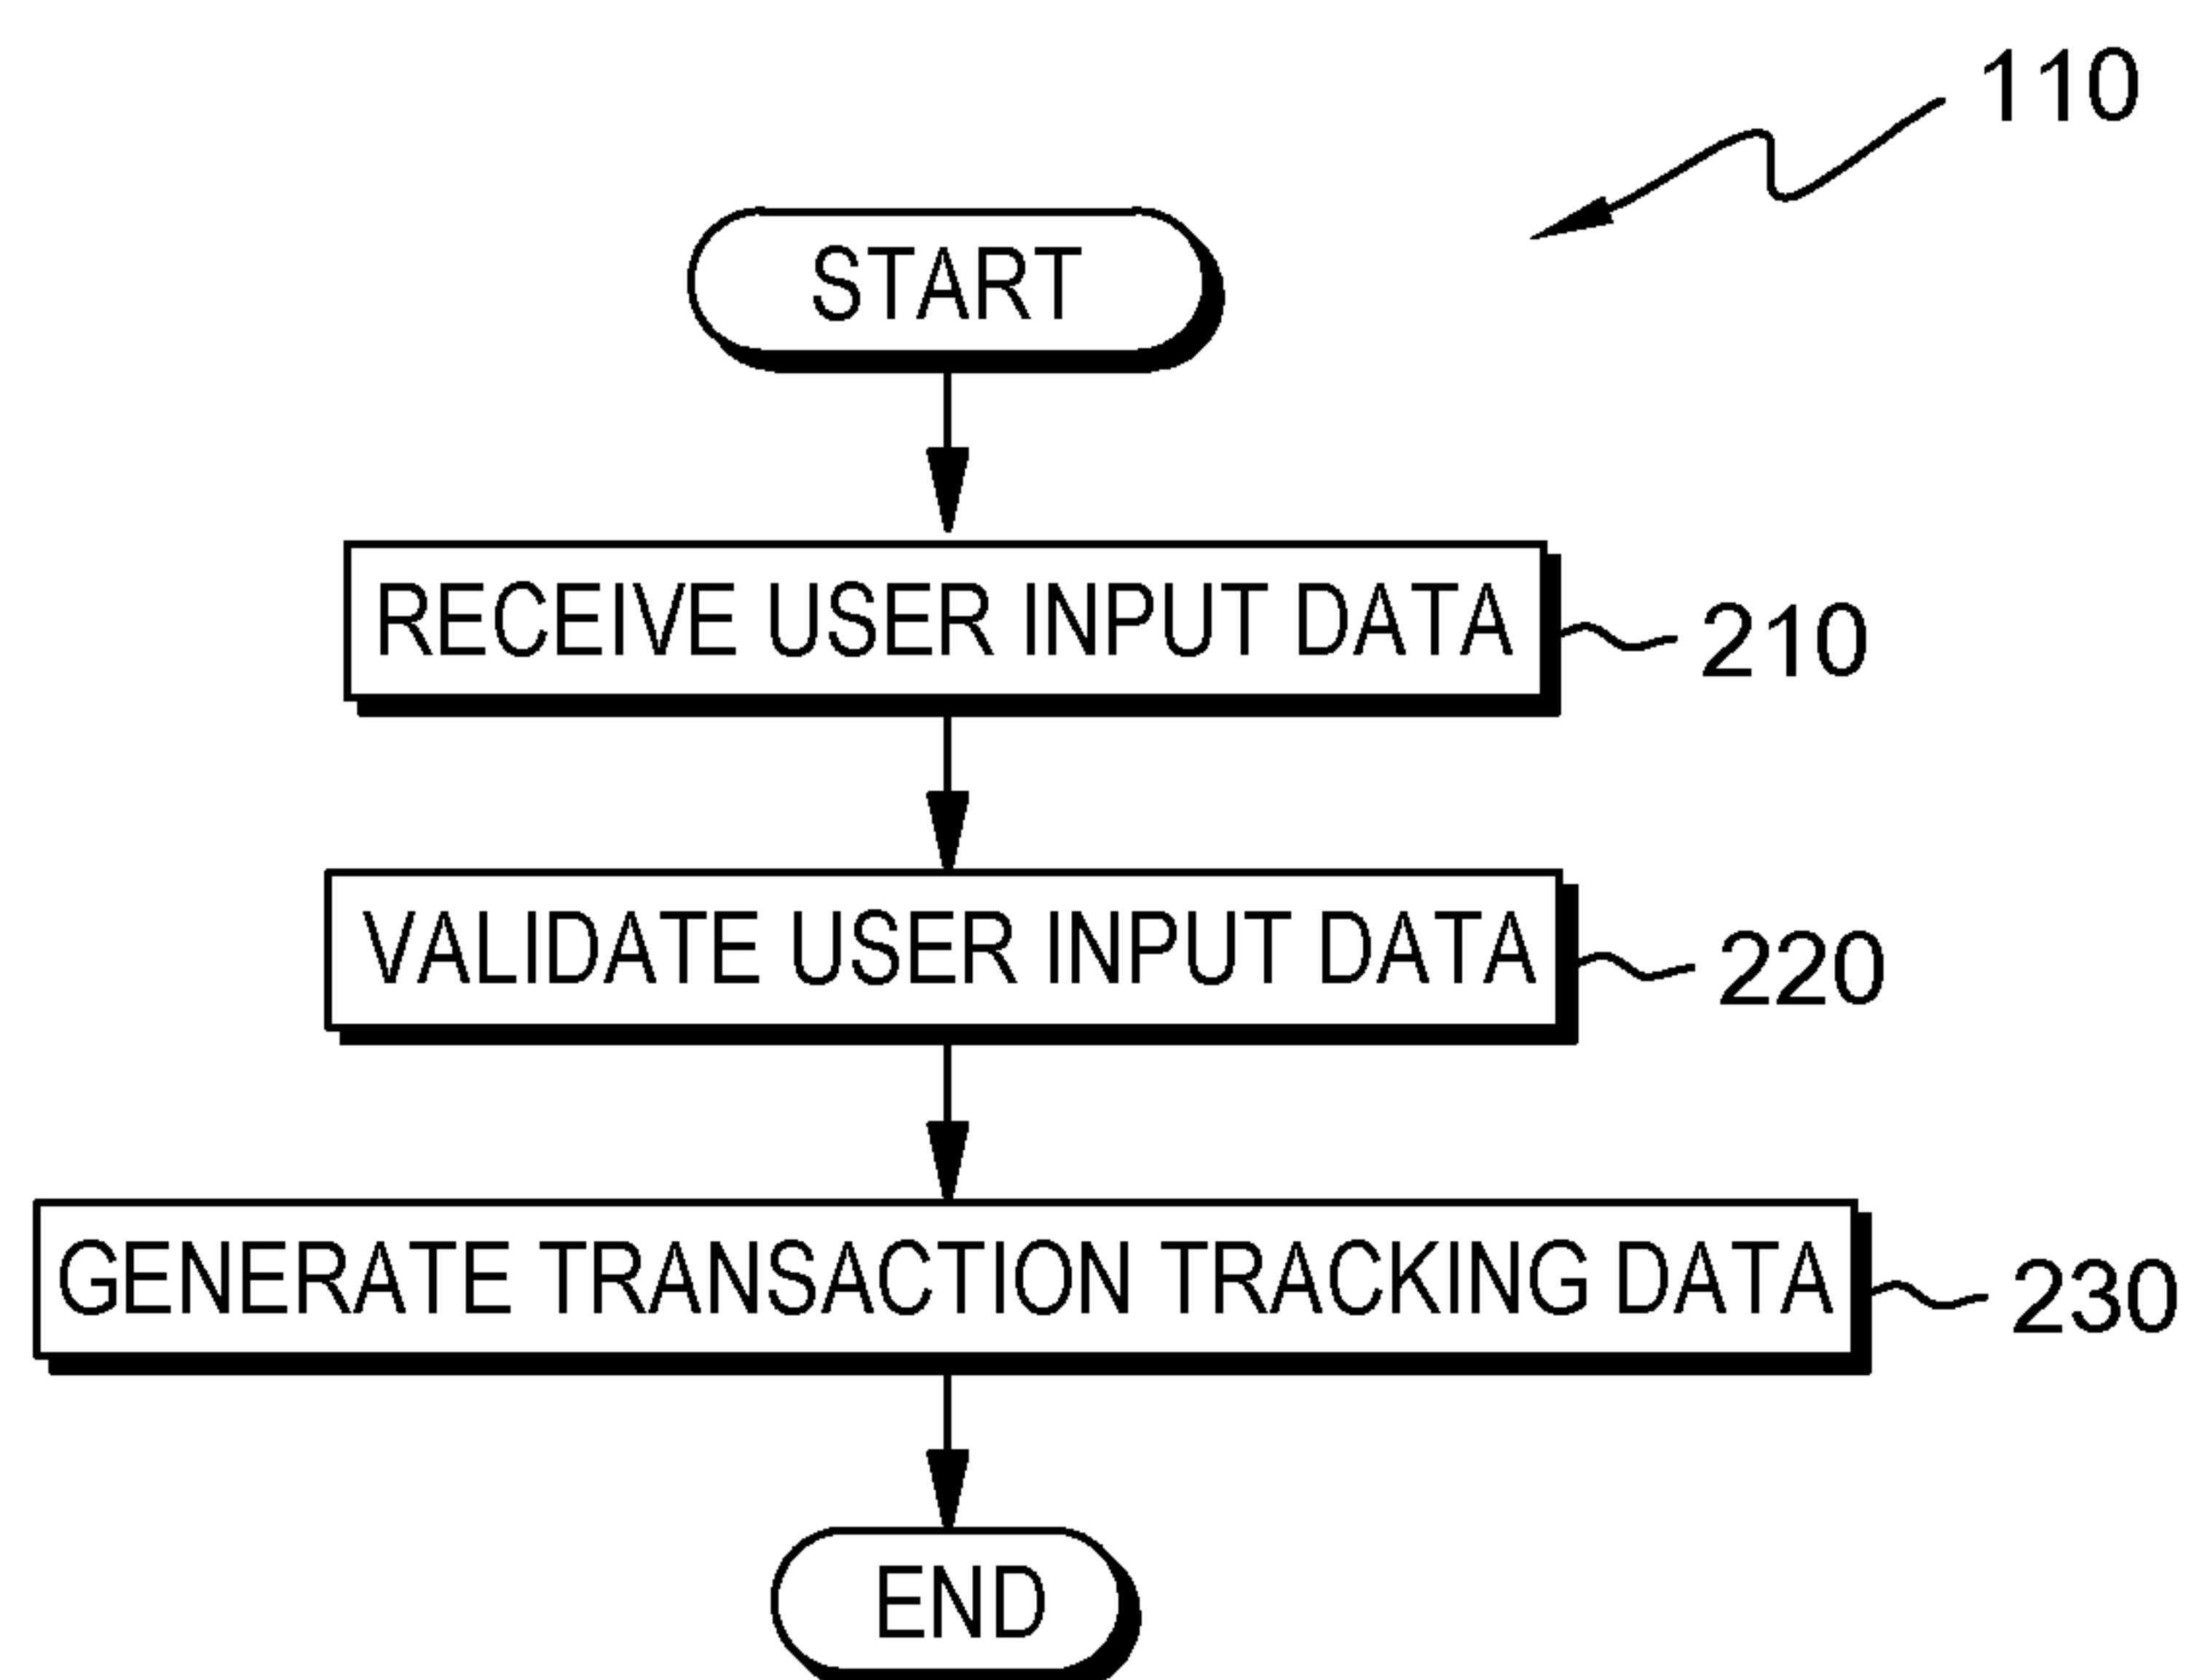 110
START
RECEIVE USER INPUT DATA
210
VALIDATE USER INPUT DATA
220
GENERATE TRANSACTION TRACKING DATA
230
END